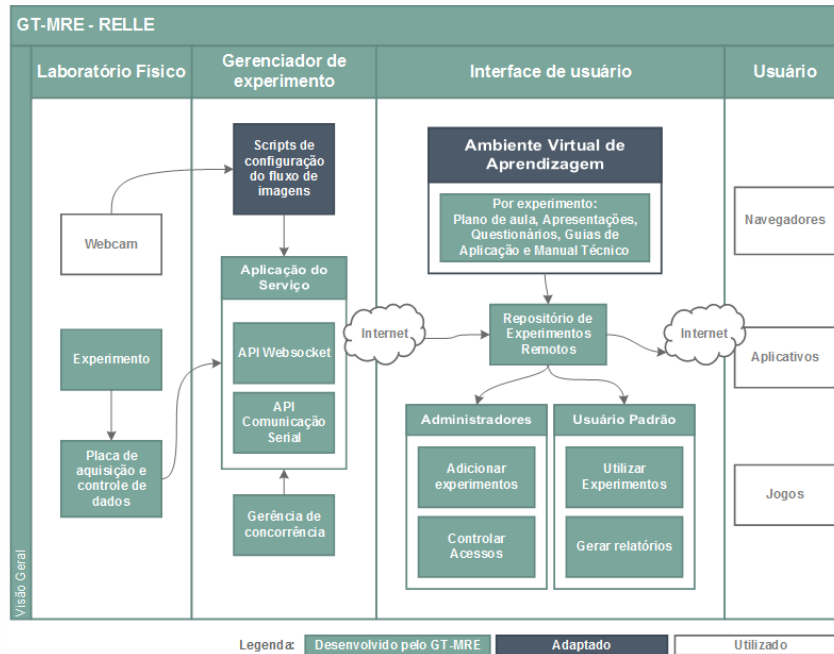 GT-MRE - RELLE
Visão Geral
Laboratório Físico
Webcam
Experimento
Placa de
aquisição e
controle de
dados
Gerenciador de
experimento
Scripts de
configuração
do fluxo de
imagens
Aplicação do
Serviço
API Websocket
API
Comunicação
Serial
Gerência de
concorrência
Internet
Interface de usuário
Ambiente Virtual de
Aprendizagem
Por experimento:
Plano de aula, Apresentações,
Questionários, Guias de
Aplicação e Manual Técnico
Repositório de
Experimentos
Remotos
Administradores
Adicionar
experimentos
Controlar
Acessos
Usuário Padrão
Utilizar
Experimentos
Gerar relatórios
Internet
Usuário
Navegadores
Aplicativos
Jogos
Legenda:
Desenvolvido pelo GT-MRE
Adaptado
Utilizado